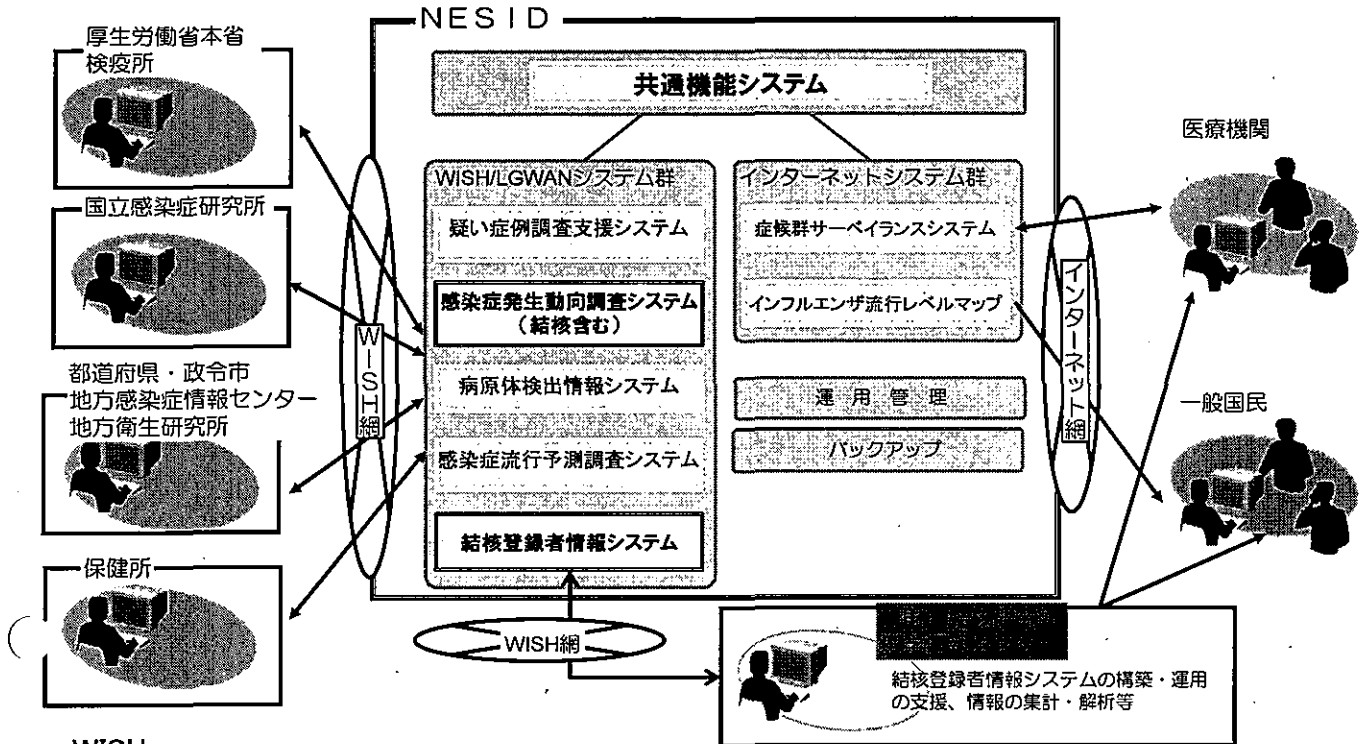 NESID
厚生労働省本省
検疫所
国立感染症研究所
都道府県・政令市
地方感染症情報センター
地方衛生研究所
保健所
WISH網
共通機能システム
WISH/LGWANシステム群
疑い症例調査支援システム
感染症発生動向調査システム
(結核含む)
病原体検出情報システム
感染症流行予測調査システム
結核登録者情報システム
インターネットシステム群
症候群サーベイランスシステム
インフルエンザ流行レベルマップ
運用管理
バックアップ
インターネット網
医療機関
一般国民
WISH網
結核登録者情報システムの構築・運用
の支援、情報の集計・解析等
WISH